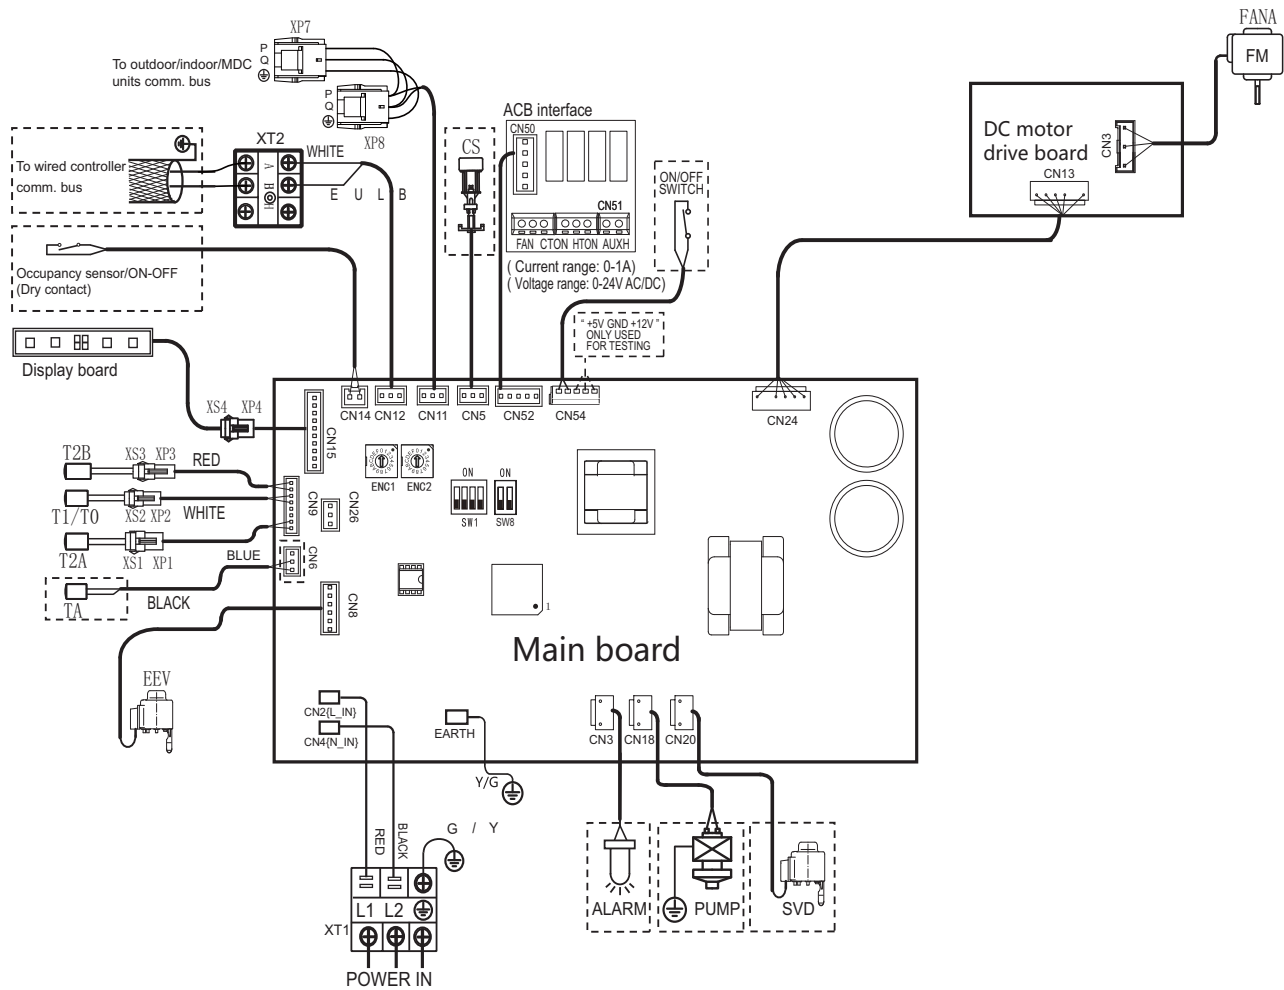 XP7
FANA
P
Q
To outdoor/indoor/MDC
units comm. bus
FM
P
Q
XP8
ACB interface
CN50
DC motor
drive board
CN3
CN13
XT2
WHITE
CS
To wired controller
comm. bus
A
B
E
E U L B
ON/OFF
SWITCH
CN51
FAN CTON HTON AUXH
( Current range: 0-1A)
( Voltage range: 0-24V AC/DC)
Occupancy sensor/ON-OFF
(Dry contact)
" +5V GND +12V "
ONLY USED
FOR TESTING
Display board
XS4 XP4
CN14 CN12 CN11 CN5 CN52 CN54 CN24
CN15
T2B XS3 XP3 RED
ENC1 ENC2
ON ON
SW1 SW8
T1/T0 XS2 XP2 WHITE
CN9
CN26
T2A XS1 XP1
BLUE
CN6
TA
BLACK
CN8
1
Main board
EEV
CN2{L_IN}
CN4{N_IN}
EARTH
CN3 CN18 CN20
Y/G
RED
BLACK
G / Y
L1 L2
XT1
POWER IN
ALARM PUMP SVD